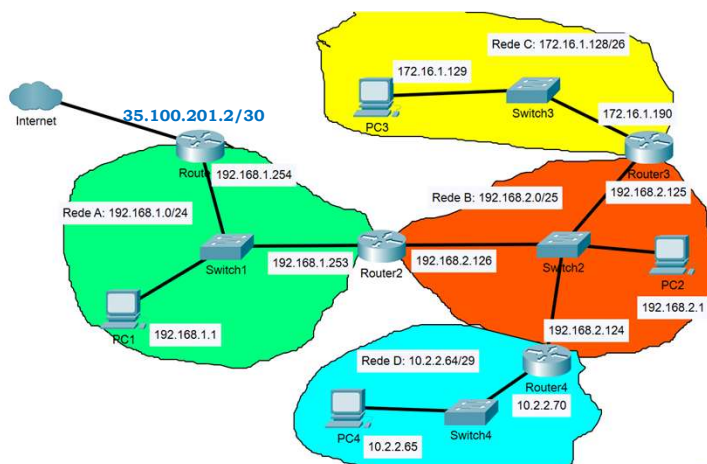 Rede C: 172.16.1.128/26
172.16.1.129
35.100.201.2/30
Internet
PC3
Switch3
172.16.1.190
Route
192.168.1.254
Router3
192.168.2.125
Rede B: 192.168.2.0/25
Rede A: 192.168.1.0/24
Switch1
192.168.1.253
Router2
192.168.2.126
Switch2
PC2
192.168.2.1
PC1
192.168.1.1
192.168.2.124
Rede D: 10.2.2.64/29
Router4
10.2.2.70
PC4
Switch4
10.2.2.65